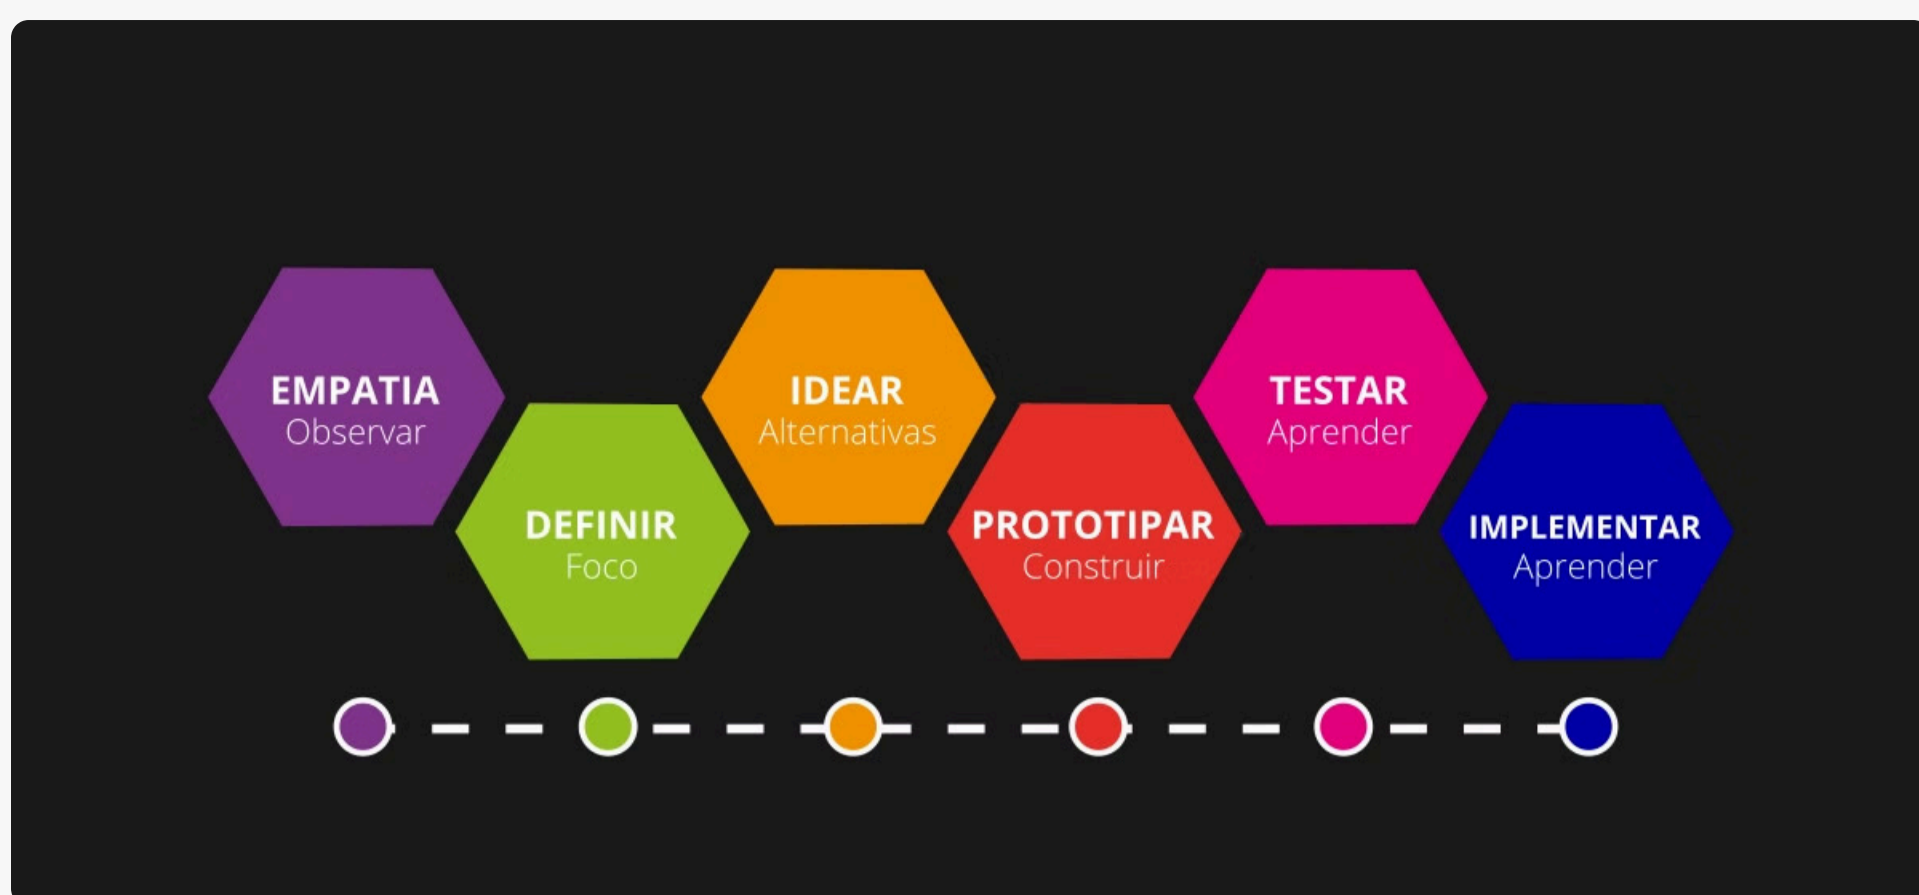 EMPATIA
Observar
DEFINIR
Foco
IDEAR
Alternativas
PROTOTIPAR
Construir
TESTAR
Aprender
IMPLEMENTAR
Aprender